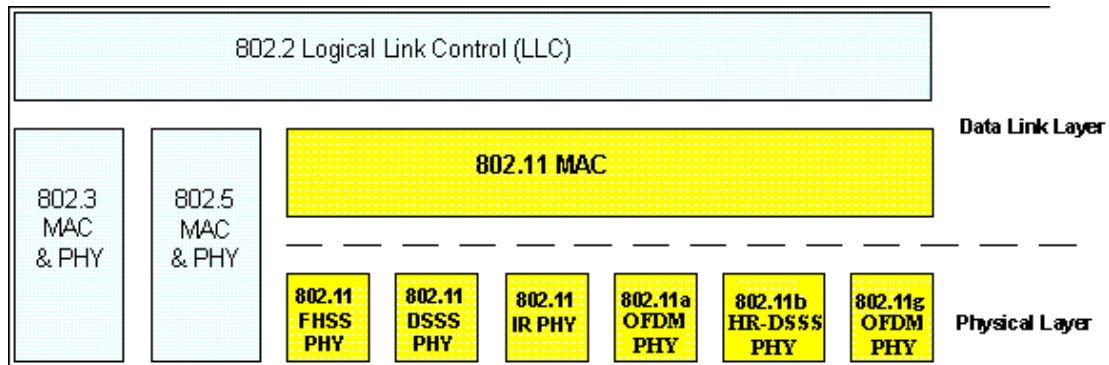 802.2 Logical Link Control (LLC)
Data Link Layer
802.11 MAC
802.3
MAC
& PHY
802.5
MAC
& PHY
802.11
FHSS
PHY
802.11
DSSS
PHY
802.11
IR PHY
802.11a
OFDM
PHY
802.11b
HR-DSSS
PHY
802.11g
OFDM
PHY
Physical Layer